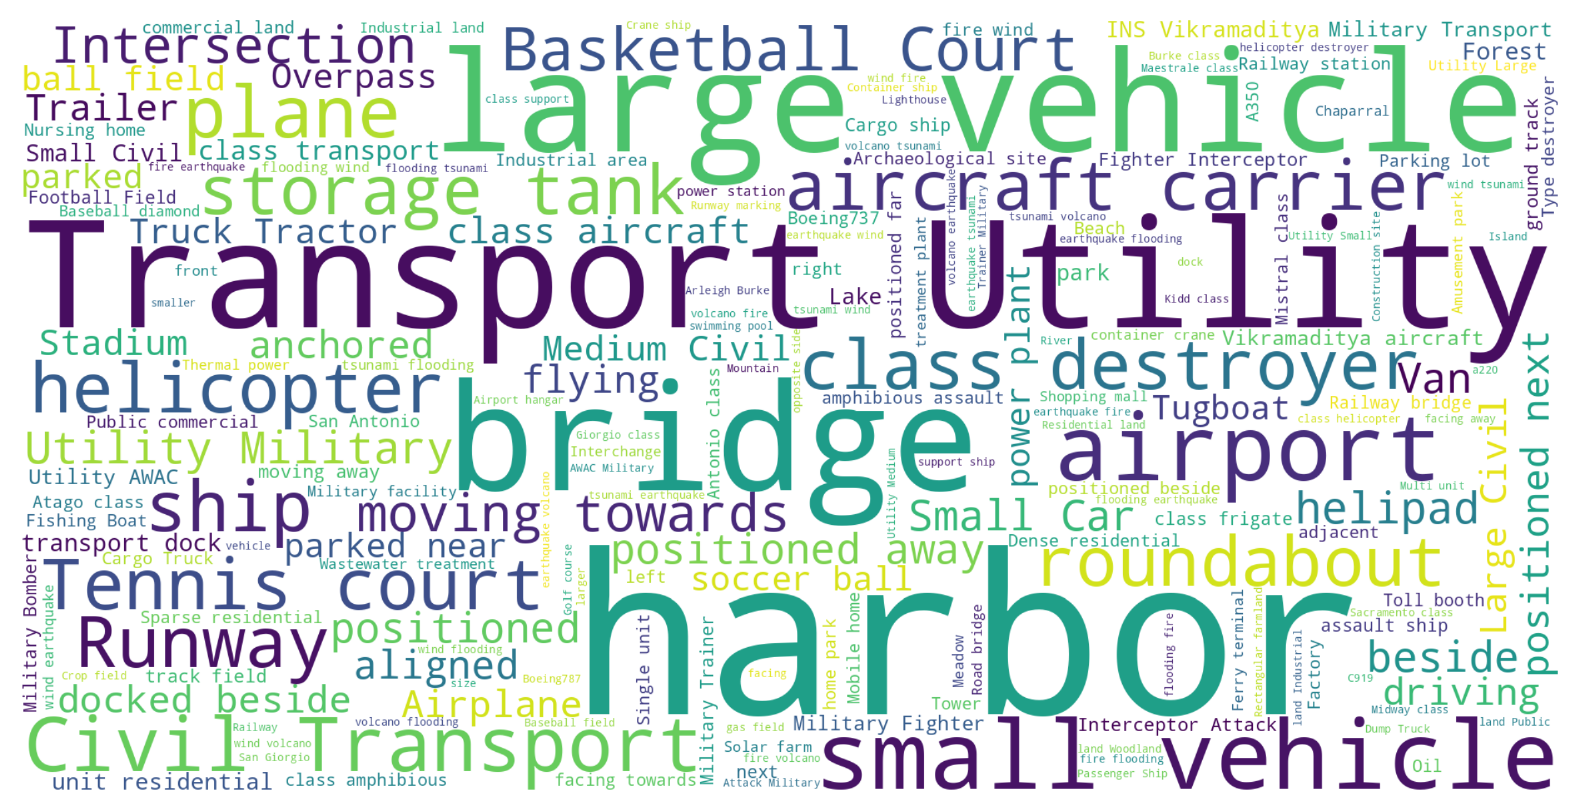 commercial land
Industrial land
Crane ship
fire wind
INS Vikramaditya
Military Transport
Intersection
Basketball Court
helicopter destroyer
Burke class
Forest
ball field
Overpass
large vehicle
Maestrale class
Railway station
Utility Large
wind fire
Container ship
Trailer
plane
class support
Lighthouse
A350
Chaparral
Nursing home
Cargo ship
Small Civil
class transport
volcano tsunami
ground track
Type destroyer
fire earthquake
flooding wind
flooding tsunami
Industrial area
Archaeological site
Fighter Interceptor
Parking lot
parked
storage tank
power station
aircraft carrier
wind tsunami
Football Field
Runway marking
Baseball diamond
Boeing737
tsunami volcano
Truck Tractor
class aircraft
earthquake wind
volcano earthquake
earthquake tsunami
Trainer Military
Beach
earthquake flooding
Utility Small
Island
Transport Utility
front
right
positioned far
treatment plant
park
dock
Mistral class
Construction site
Amusement park
smaller
Arleigh Burke
Lake
Kidd class
tsunami wind
volcano fire
swimming pool
Stadium
anchored
Medium Civil
opposite side
River
container crane
Vikramaditya aircraft
Thermal power
tsunami flooding
Mountain
power plant
class destroyer
Van
a220
helicopter
flying
Airport hangar
amphibious assault
Shopping mall
Tugboat
Railway bridge
positioned next
Public commercial
San Antonio
bridge
Antonio class
earthquake fire
Residential land
class helicopter
facing away
Utility Military
Giorgio class
Interchange
airport
Large Civil
moving away
AWAC Military
support ship
Utility AWAC
Military facility
tsunami earthquake
Utility Medium
positioned beside
Multi unit
Atago class
ship
moving towards
flooding earthquake
helipad
Fishing Boat
Small Car
class frigate
adjacent
transport dock
vehicle
parked near
earthquake volcano
positioned away
Dense residential
Cargo Truck
Wastewater treatment
Golf course
larger
left
soccer ball
roundabout
Military Bomber
wind earthquake
Tennis court
harbor
Toll booth
Sparse residential
Sacramento class
assault ship
Runway
positioned
Single unit
Military Trainer
home park
Mobile home
Meadow
Road bridge
flooding fire
Ferry terminal
Rectangular farmland
land Industrial
Factory
wind flooding
beside
Crop field
track field
aligned
size
Boeing787
facing
C919
driving
docked beside
Airplane
Tower
Midway class
Civil Transport
Railway
volcano flooding
Baseball field
gas field
Military Fighter
Interceptor Attack
land Public
wind volcano
San Giorgio
Solar farm
fire volcano
small vehicle
land Woodland
fire flooding
Dump Truck
unit residential
class amphibious
facing towards
next
Attack Military
Passenger Ship
Oil